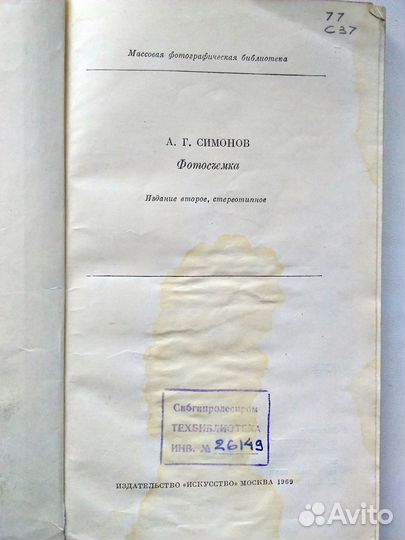 77
С37
Массовая фотографическая библиотека
А. Г. СИМОНОВ
Фотосъемка
Издание второе, стереотипное
Сибгипролеспром
ТЕХБИБЛИОТЕКА
ИНВ. № 26149
ИЗДАТЕЛЬСТВО «ИСКУССТВО» МОСКВА 1969
Avito